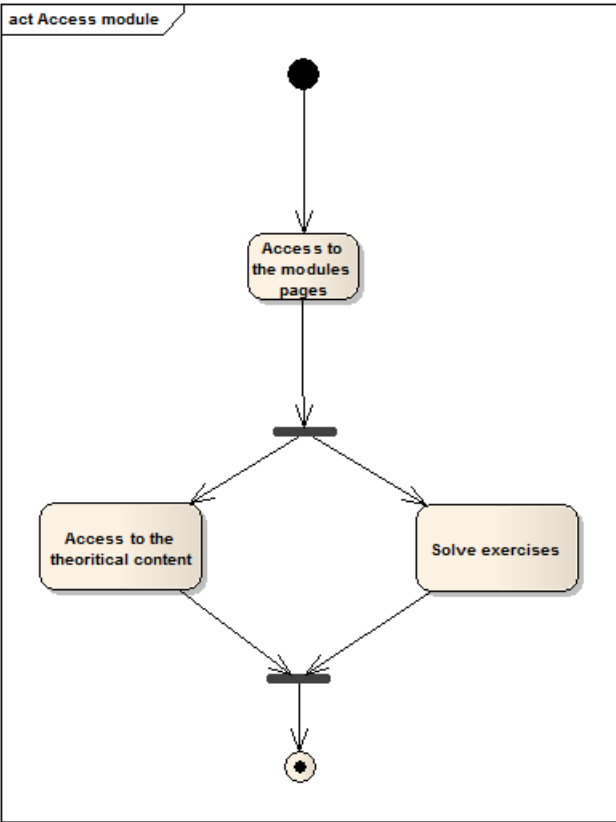 act Access module
Access to
the modules
pages
Access to the
theoritical content
Solve exercises